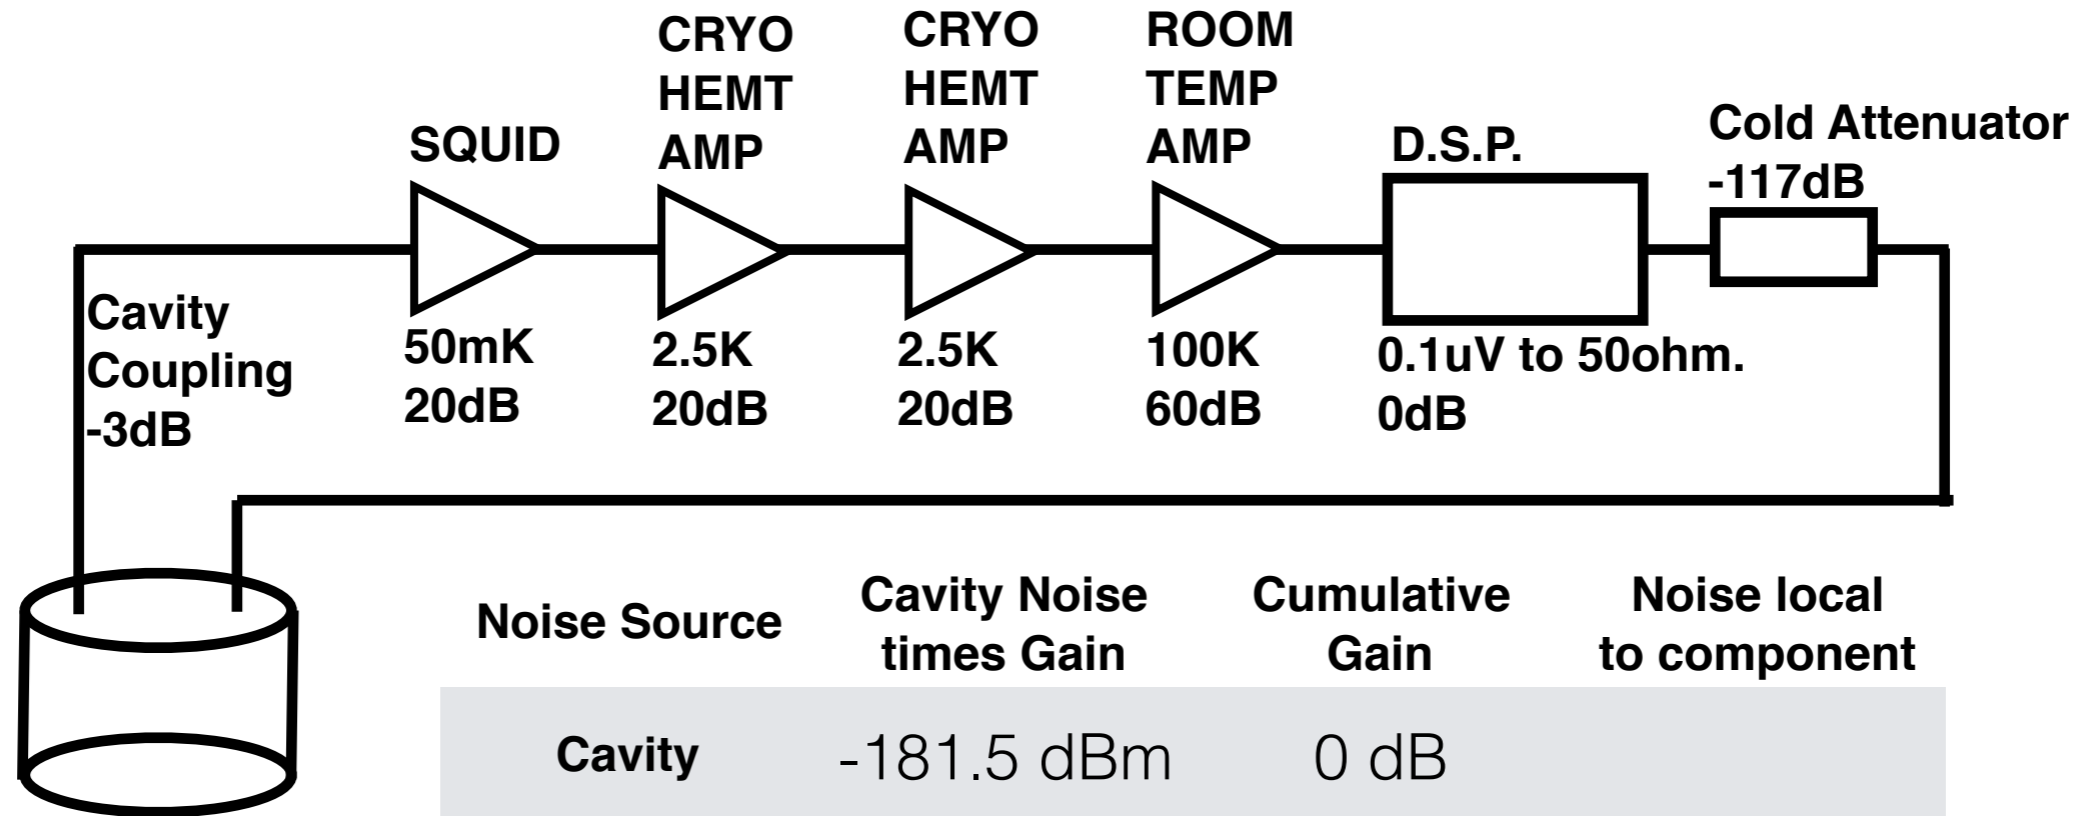 CRYO
HEMT
AMP
CRYO
HEMT
AMP
ROOM
TEMP
AMP
SQUID
D.S.P.
Cold Attenuator
-117dB
Cavity
Coupling
-3dB
50mK
20dB
2.5K
20dB
2.5K
20dB
100K
60dB
0.1uV to 50ohm.
0dB
Noise Source
Cavity Noise
times Gain
Cumulative
Gain
Noise local
to component
Cavity
-181.5 dBm
0 dB